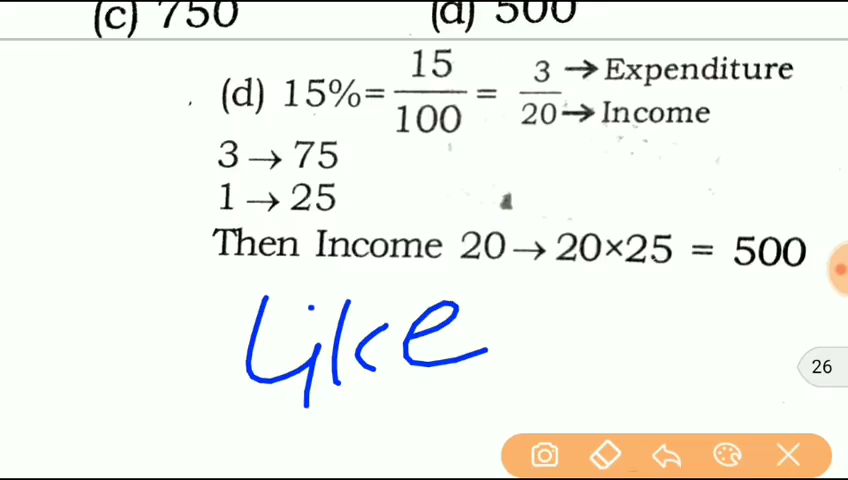 (c) 750 (d) 500
(d) 15% = 15/100 = 3/20 → Expenditure → Income
3 → 75
1 → 25
Then Income 20 → 20×25 = 500
Like
26